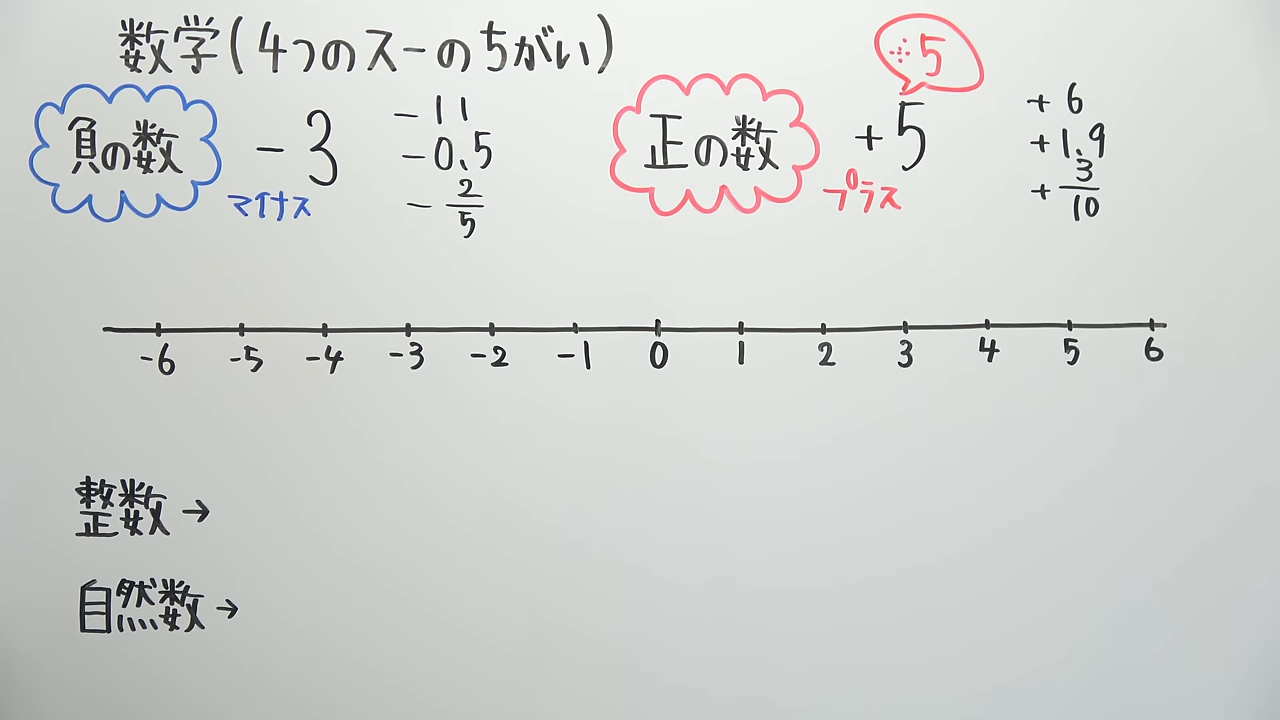 数学(4つのスーのちがい)
負の数
-3
マイナス
-11
-0.5
-2/5
正の数
+5
プラス
5
+6
+1.9
+3/10
-6 -5 -4 -3 -2 -1 0 1 2 3 4 5 6
整数→
自然数→